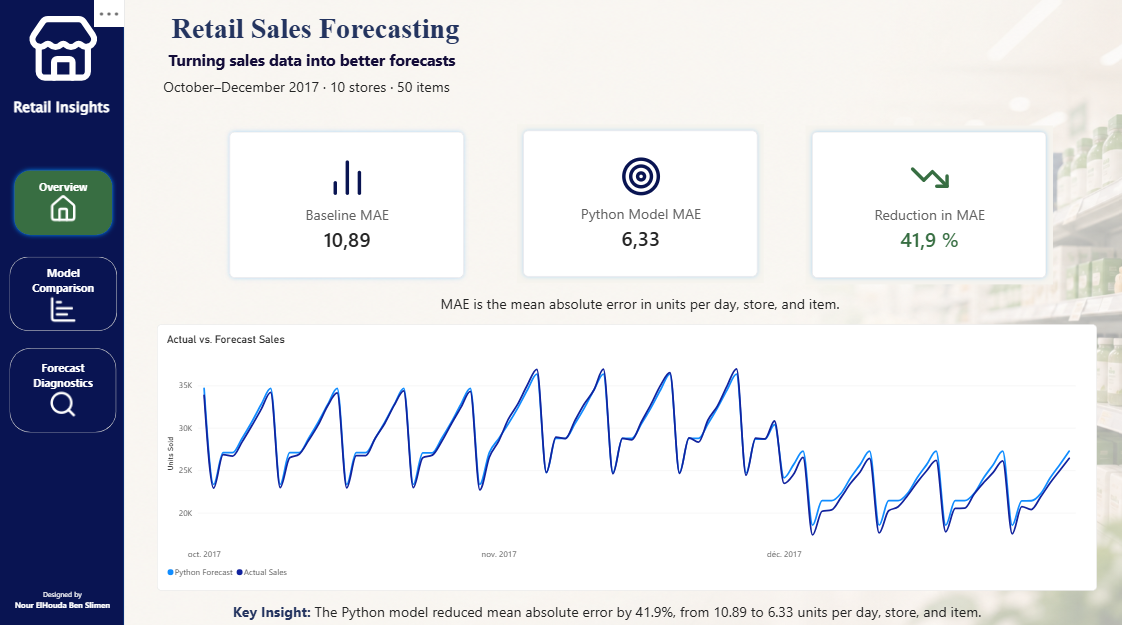 Retail Sales Forecasting
Turning sales data into better forecasts
October–December 2017 · 10 stores · 50 items
Retail Insights
Overview
Model
Comparison
Forecast
Diagnostics
Designed by
Nour ElHouda Ben Slimen
Baseline MAE
10,89
Python Model MAE
6,33
Reduction in MAE
41,9 %
MAE is the mean absolute error in units per day, store, and item.
Actual vs. Forecast Sales
Units Sold
35K
30K
25K
20K
oct. 2017
nov. 2017
déc. 2017
Python Forecast
Actual Sales
Key Insight: The Python model reduced mean absolute error by 41.9%, from 10.89 to 6.33 units per day, store, and item.